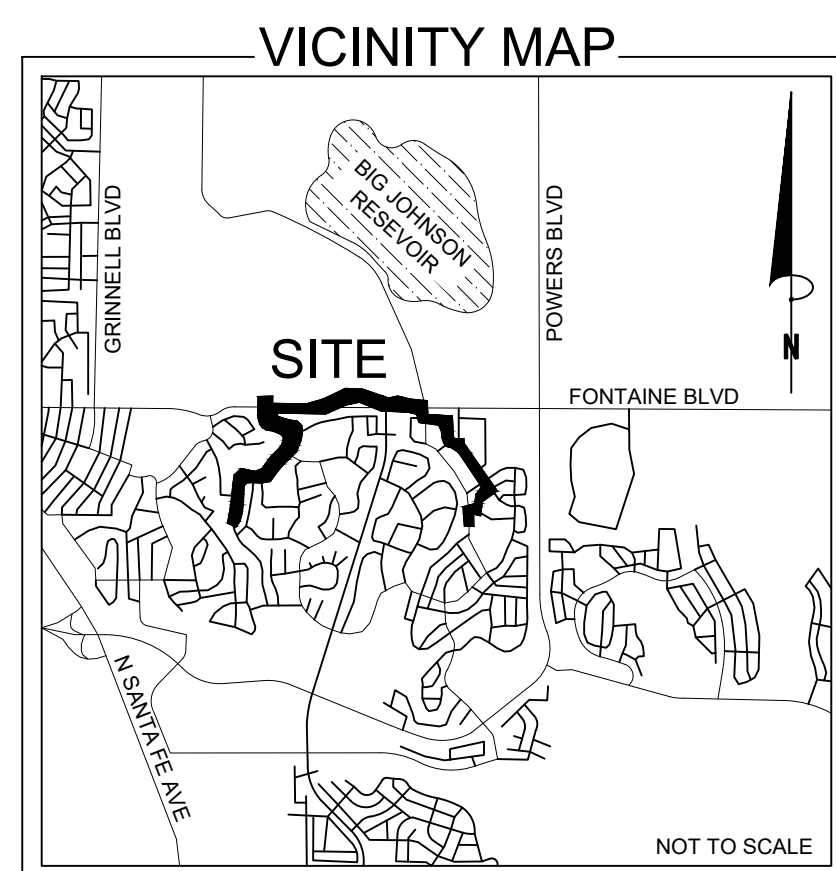 VICINITY MAP
GRINNELL BLVD
BIG JOHNSON
RESEVOIR
POWERS BLVD
N
SITE
FONTAINE BLVD
N SANTA FE AVE
NOT TO SCALE